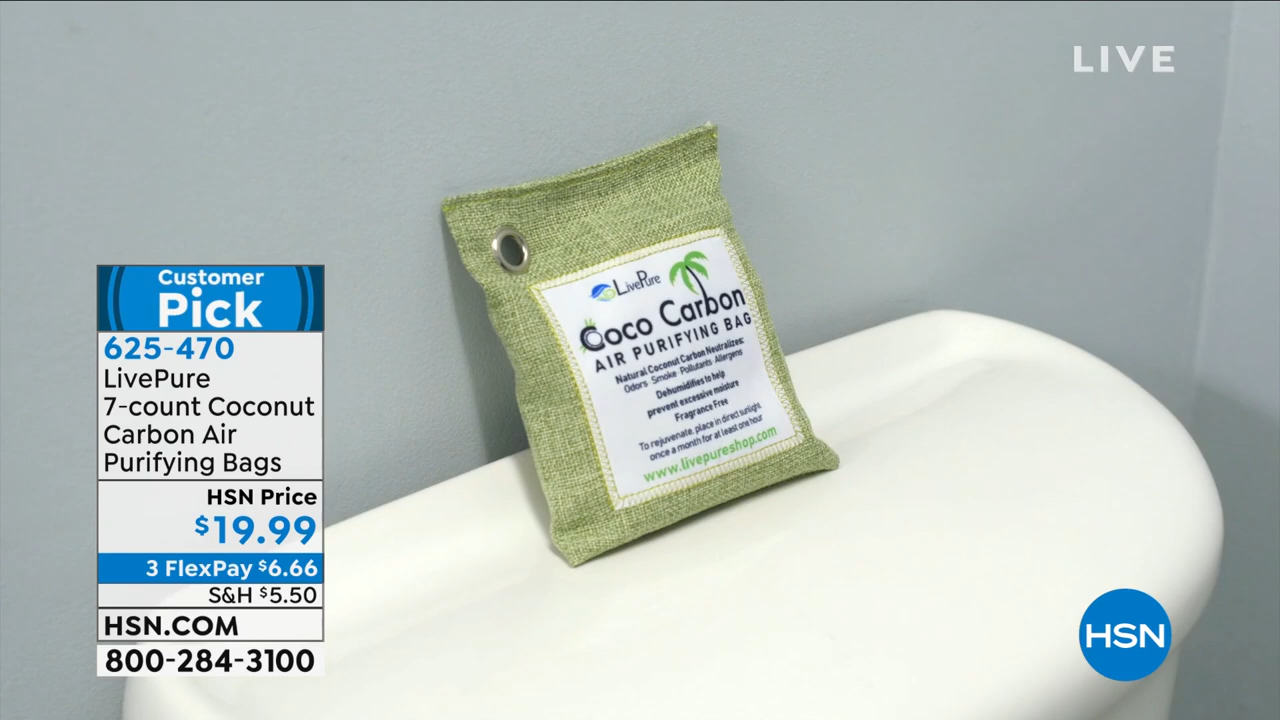 LIVE
Customer
Pick
625-470
LivePure
7-count Coconut
Carbon Air
Purifying Bags
HSN Price
$19.99
3 FlexPay $6.66
S&H $5.50
HSN.COM
800-284-3100
LivePure
Coco Carbon
AIR PURIFYING BAG
Natural Coconut Carbon Neutralizes:
Odors Smoke Pollutants Allergens
Dehumidifies to help
prevent excessive moisture
Fragrance Free
To rejuvenate, place in direct sunlight
once a month for at least one hour
www.livepureshop.com
HSN